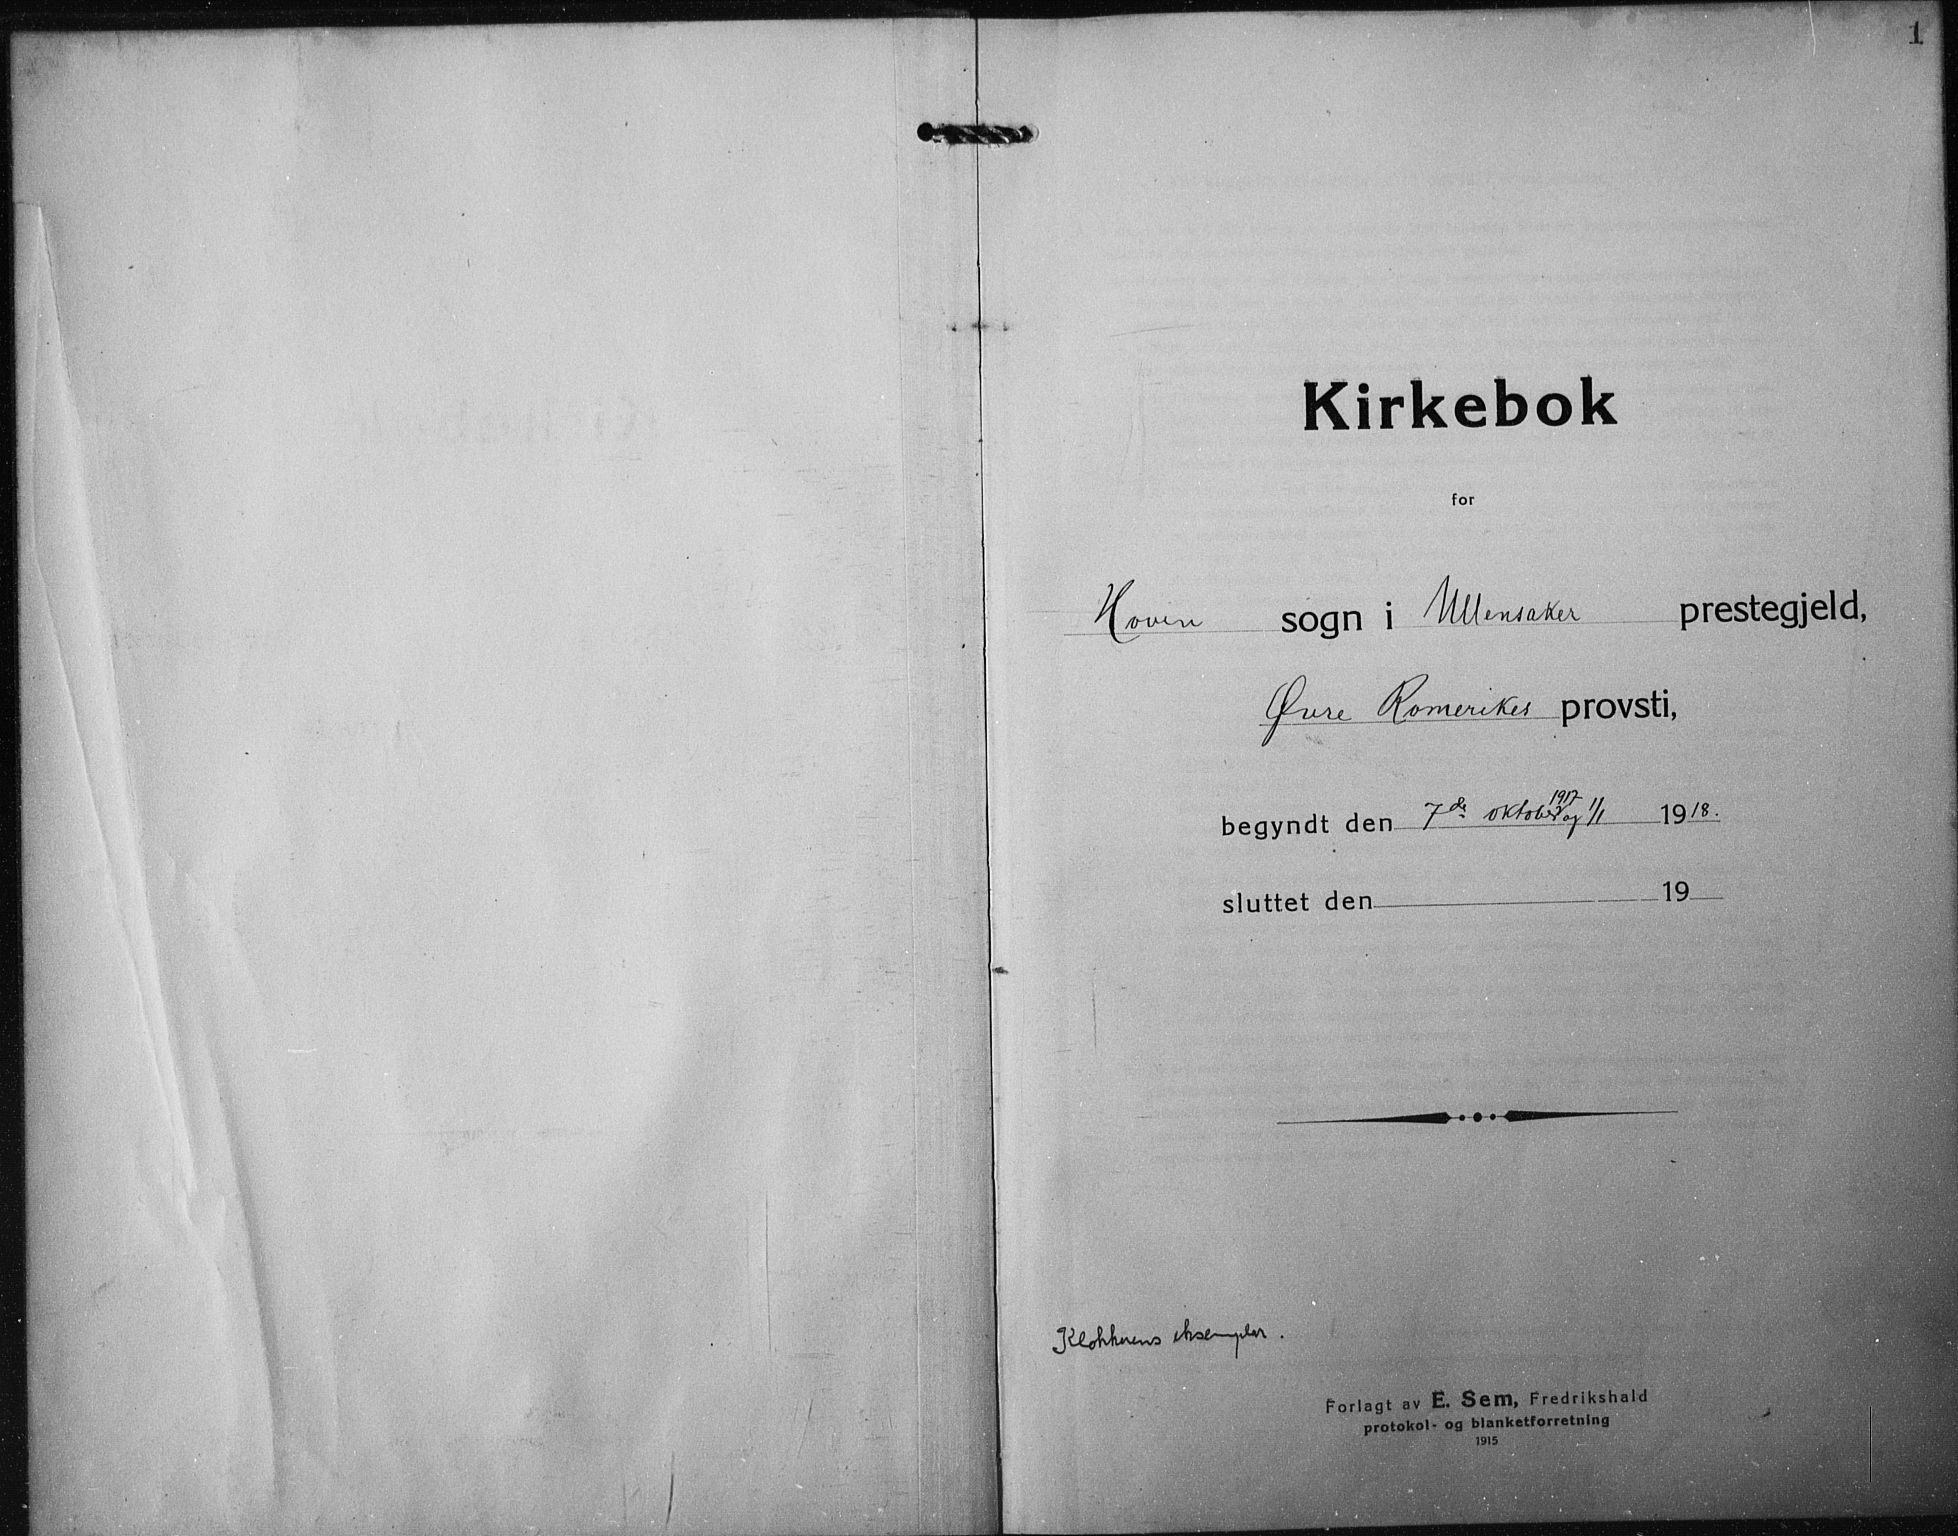 1
Kirkebok
for
Hovin sogn i Ullensaker prestegjeld,
Øvre Romerikes provsti,
begyndt den 7de oktober 1917 og 1/1 1918.
sluttet den 19
Klokkerens eksemplar.
Forlagt av E. Sem, Fredrikshald
protokol- og blanketforretning
1915